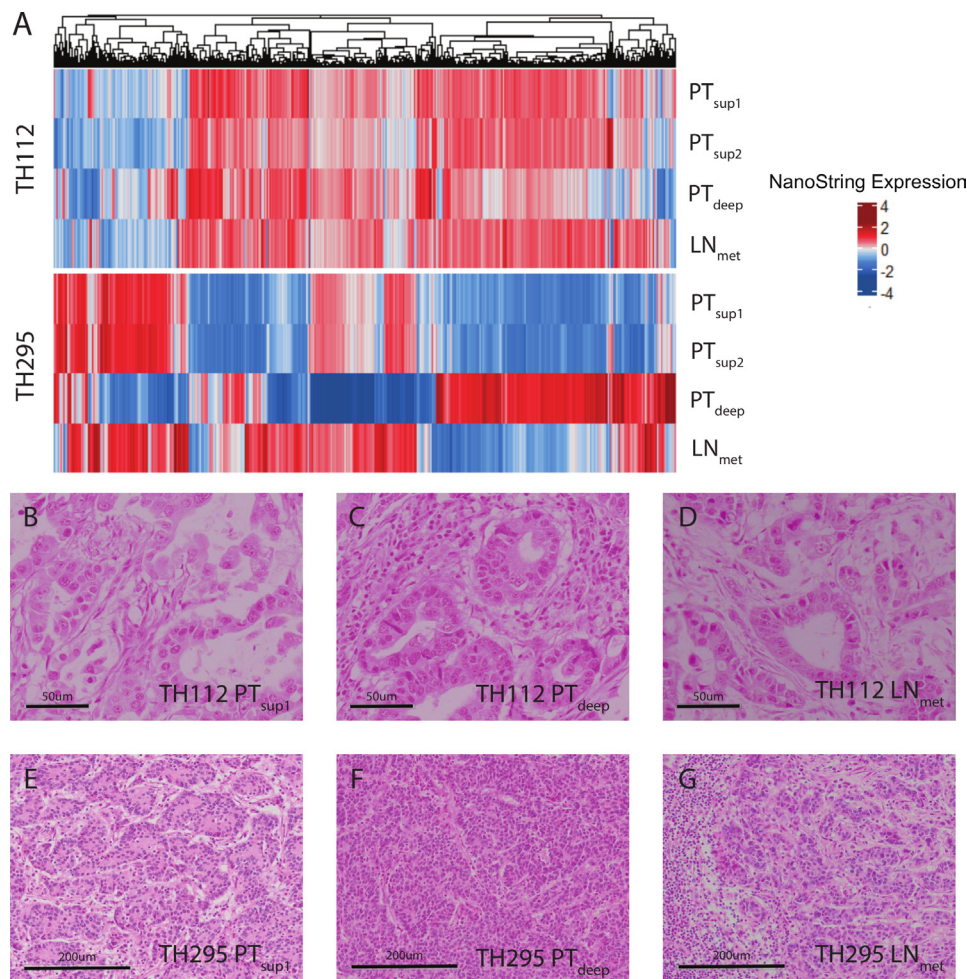 A
TH112
PTsup1
PTsup2
PTdeep
LNmet
TH295
PTsup1
PTsup2
PTdeep
LNmet
NanoString Expression
4
2
0
-2
-4
B
50um
TH112 PTsup1
C
50um
TH112 PTdeep
D
50um
TH112 LNmet
E
200um
TH295 PTsup1
F
200um
TH295 PTdeep
G
200um
TH295 LNmet